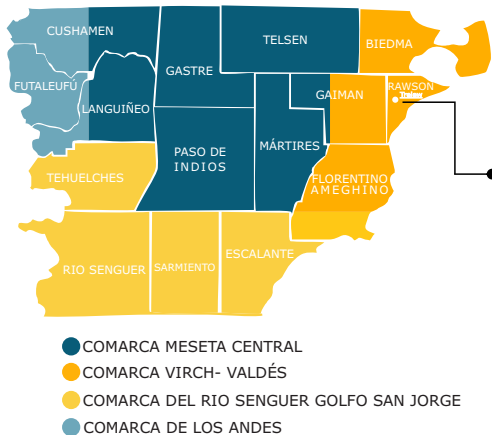 CUSHAMEN
TELSEN
BIEDMA
GASTRE
FUTALEUFÚ
LANGUIÑEO
GAIMAN
RAWSON
PASO DE
INDIOS
MÁRTIRES
TEHUELCHES
FLORENTINO
AMEGHINO
RIO SENGUER
SARMIENTO
ESCALANTE
COMARCA MESETA CENTRAL
COMARCA VIRCH- VALDÉS
COMARCA DEL RIO SENGUER GOLFO SAN JORGE
COMARCA DE LOS ANDES